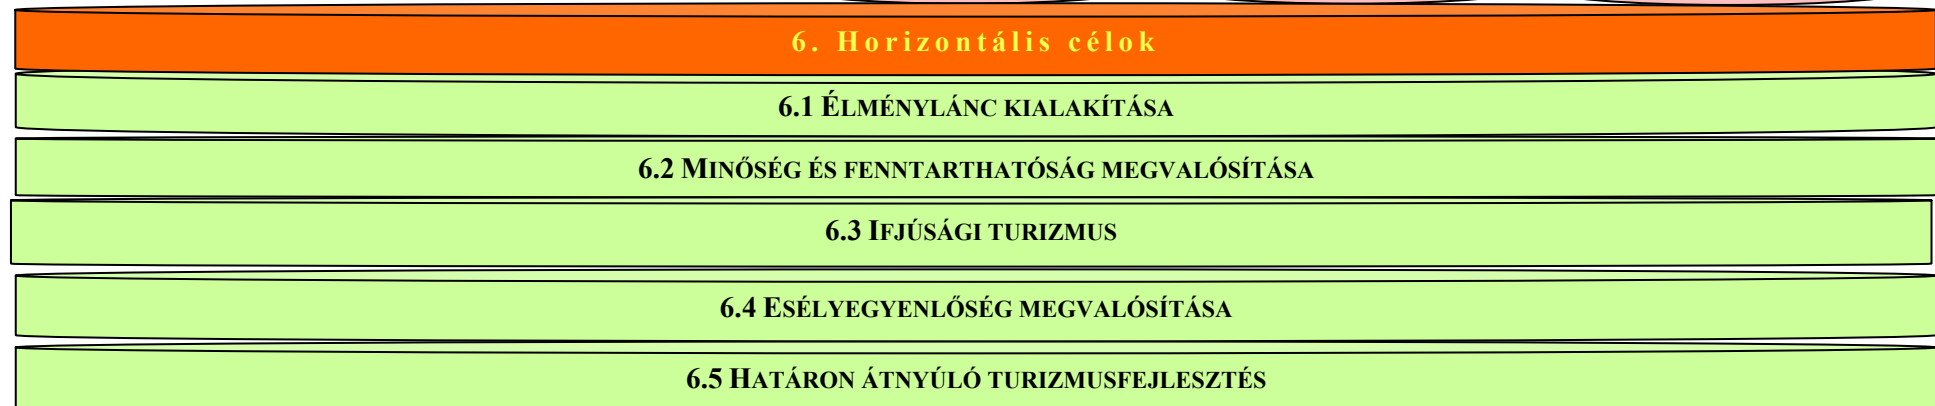 6. Horizontális célok
6.1 ÉLMÉNYLÁNC KIALAKÍTÁSA
6.2 MINŐSÉG ÉS FENNTARTHATÓSÁG MEGVALÓSÍTÁSA
6.3 IFJÚSÁGI TURIZMUS
6.4 ESÉLYEGYENLŐSÉG MEGVALÓSÍTÁSA
6.5 HATÁRON ÁTNYÚLÓ TURIZMUSFEJLESZTÉS